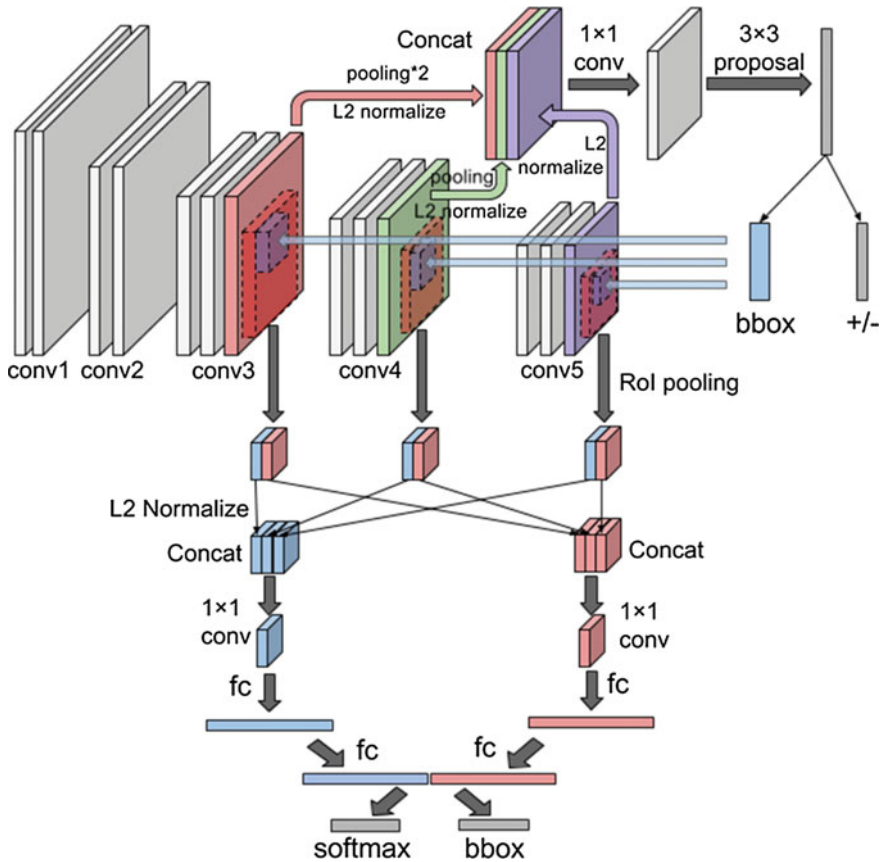 Concat
1×1
conv
3×3
proposal
pooling*2
L2 normalize
pooling
L2 normalize
L2
normalize
conv1
conv2
conv3
conv4
conv5
bbox
+/-
RoI pooling
L2 Normalize
Concat
Concat
1×1
conv
1×1
conv
fc
fc
fc
fc
softmax
bbox